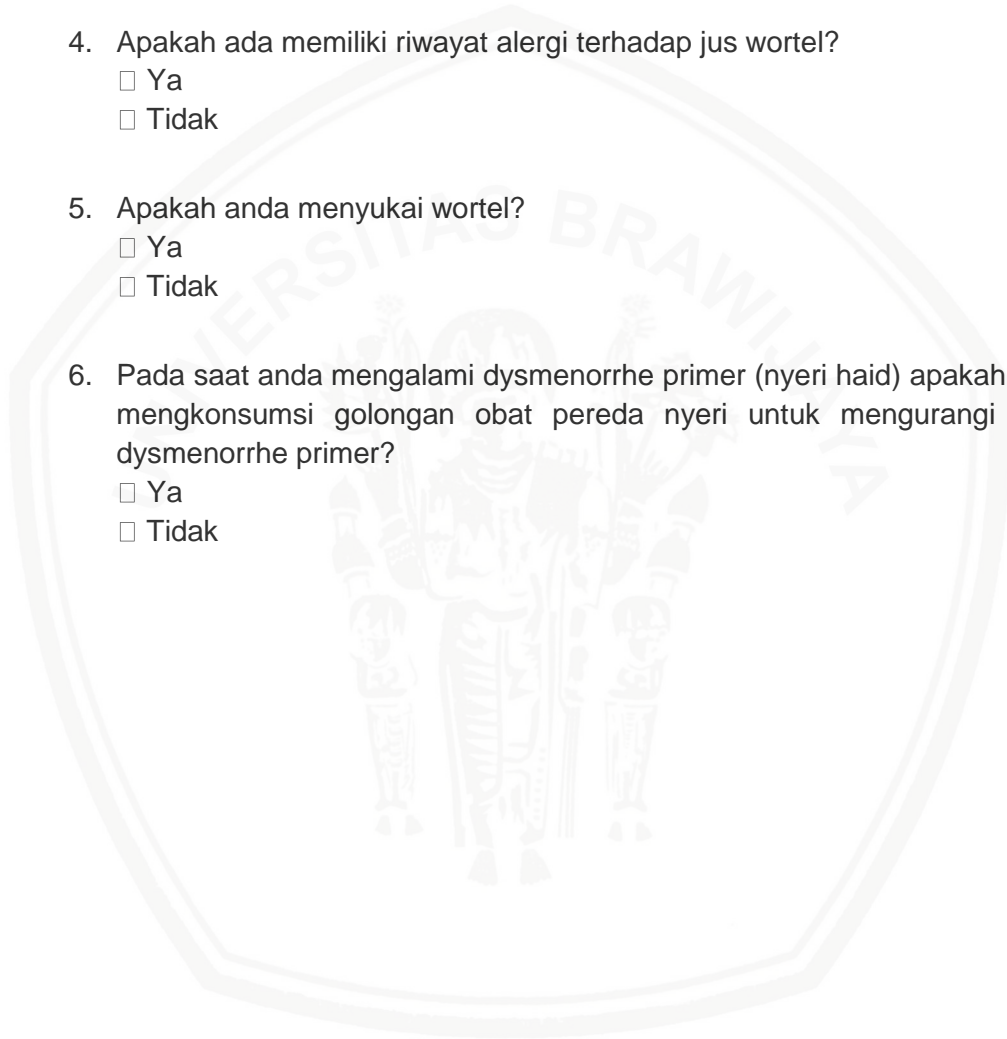 4. Apakah ada memiliki riwayat alergi terhadap jus wortel?
□ Ya
□ Tidak
5. Apakah anda menyukai wortel?
□ Ya
□ Tidak
6. Pada saat anda mengalami dysmenorrhe primer (nyeri haid) apakah
mengkonsumsi golongan obat pereda nyeri untuk mengurangi
dysmenorrhe primer?
□ Ya
□ Tidak
UNIVERSITAS BRAWIJAYA